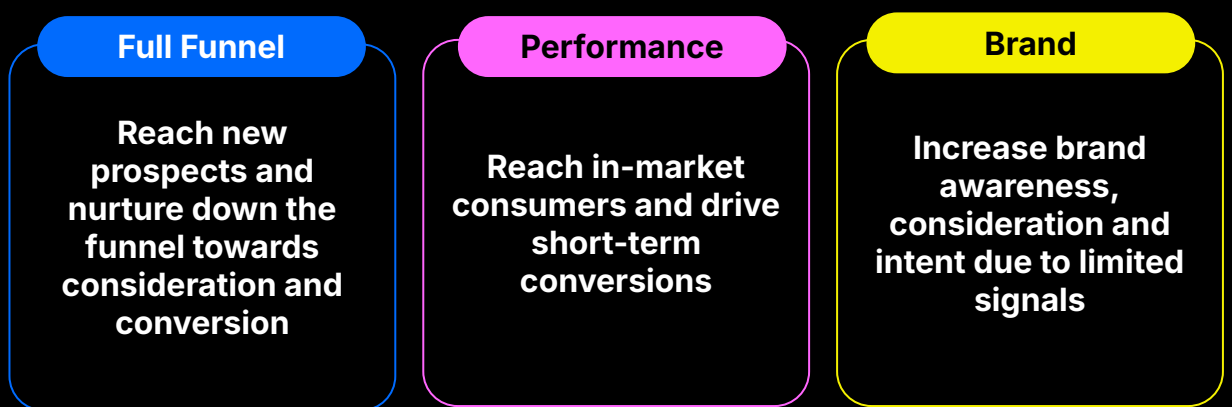 Full Funnel
Reach new
prospects and
nurture down the
funnel towards
consideration and
conversion
Performance
Reach in-market
consumers and drive
short-term
conversions
Brand
Increase brand
awareness,
consideration and
intent due to limited
signals